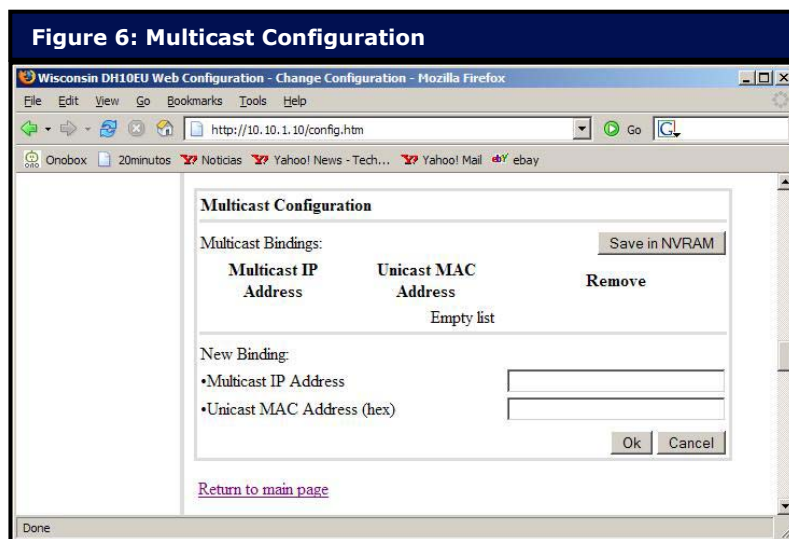 Figure 6: Multicast Configuration
Wisconsin DH10EU Web Configuration - Change Configuration - Mozilla Firefox
File Edit View Go Bookmarks Tools Help
http://10.10.1.10/config.htm Go G
Onobox 20minutos Noticias Yahoo! News - Tech... Yahoo! Mail ebay
Multicast Configuration
Multicast Bindings: Save in NVRAM
Multicast IP Address Unicast MAC Address Remove
Empty list
New Binding:
•Multicast IP Address
•Unicast MAC Address (hex)
Ok Cancel
Return to main page
Done